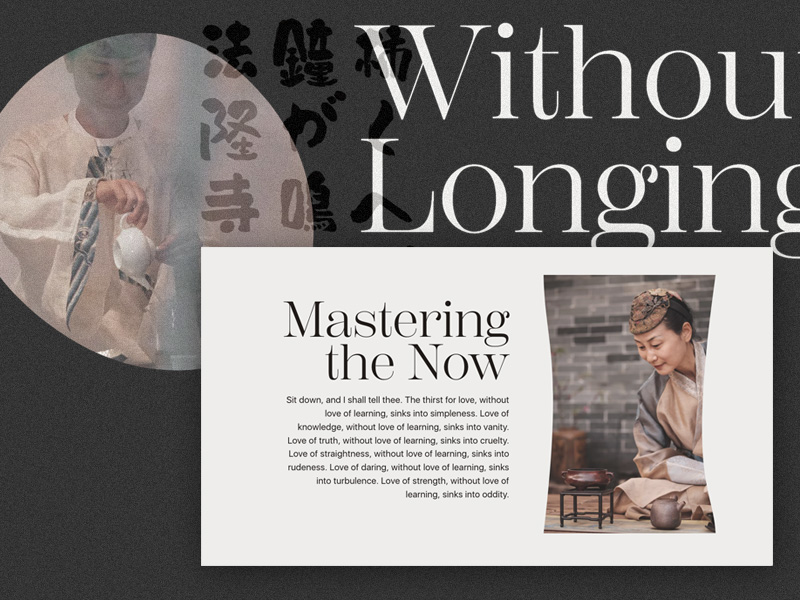 柿くへ
鐘が鳴
法隆寺
Withou
Longing
Mastering
the Now
Sit down, and I shall tell thee. The thirst for love, without
love of learning, sinks into simpleness. Love of
knowledge, without love of learning, sinks into vanity.
Love of truth, without love of learning, sinks into cruelty.
Love of straightness, without love of learning, sinks into
rudeness. Love of daring, without love of learning, sinks
into turbulence. Love of strength, without love of
learning, sinks into oddity.